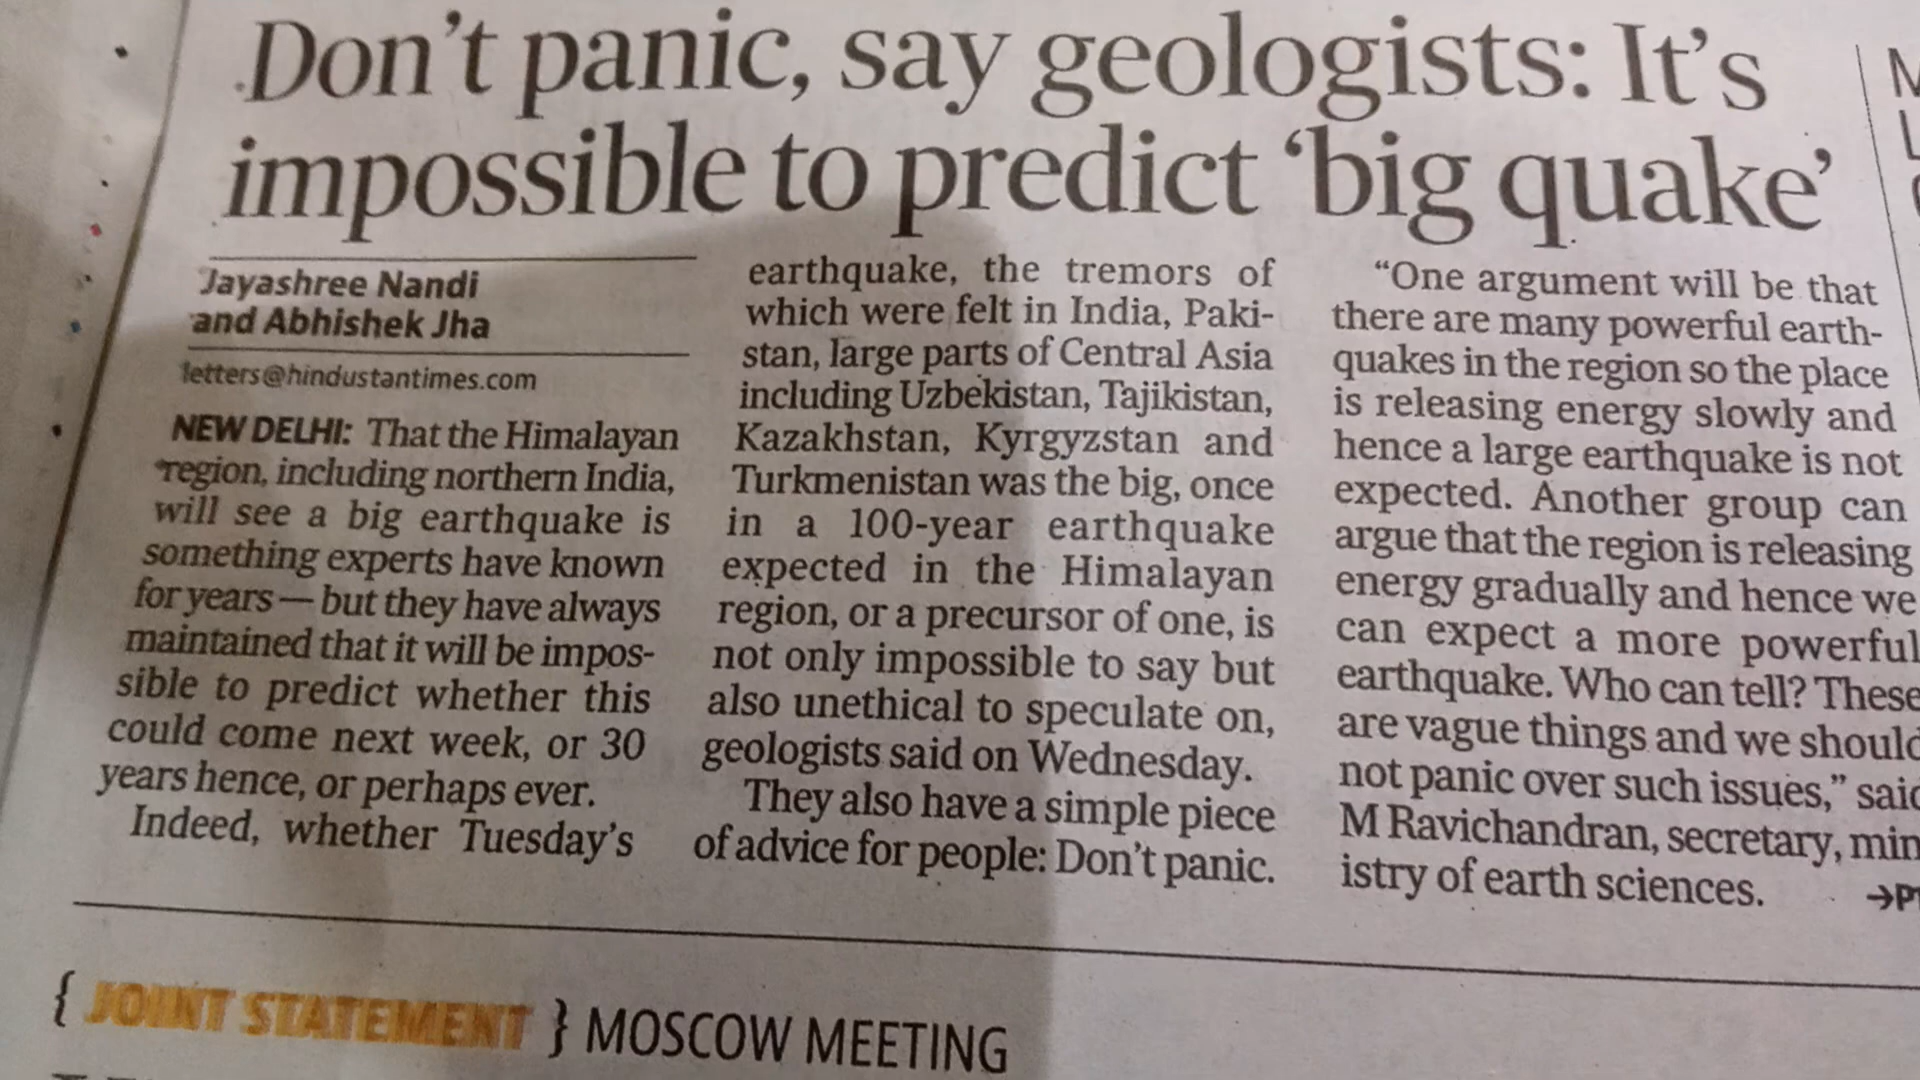 Don't panic, say geologists: It's
impossible to predict ‘big quake’
Jayashree Nandi
and Abhishek Jha
letters@hindustantimes.com
NEW DELHI: That the Himalayan
region, including northern India,
will see a big earthquake is
something experts have known
for years — but they have always
maintained that it will be impos-
sible to predict whether this
could come next week, or 30
years hence, or perhaps ever.
Indeed, whether Tuesday's
earthquake, the tremors of
which were felt in India, Paki-
stan, large parts of Central Asia
including Uzbekistan, Tajikistan,
Kazakhstan, Kyrgyzstan and
Turkmenistan was the big, once
in a 100-year earthquake
expected in the Himalayan
region, or a precursor of one, is
not only impossible to say but
also unethical to speculate on,
geologists said on Wednesday.
They also have a simple piece
of advice for people: Don't panic.
“One argument will be that
there are many powerful earth-
quakes in the region so the place
is releasing energy slowly and
hence a large earthquake is not
expected. Another group can
argue that the region is releasing
energy gradually and hence we
can expect a more powerful
earthquake. Who can tell? These
are vague things and we should
not panic over such issues,” said
M Ravichandran, secretary, min
istry of earth sciences.
{ JOINT STATEMENT } MOSCOW MEETING